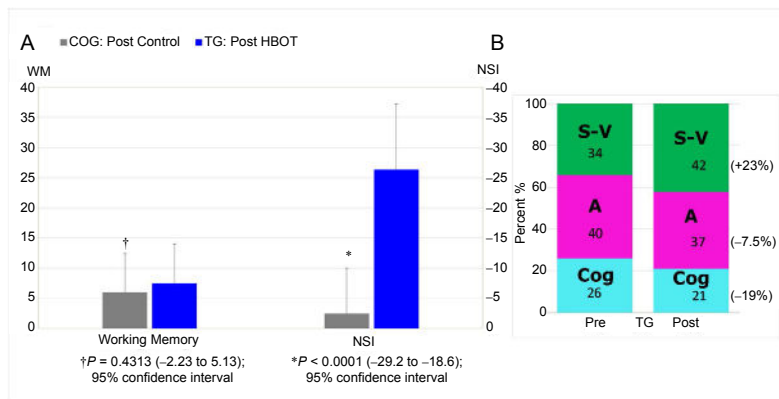 A
COG: Post Control TG: Post HBOT
WM
NSI
40
35
30
25
20
15
10
5
0
–40
–35
–30
–25
–20
–15
–10
–5
0
†
*
Working Memory
NSI
†P = 0.4313 (–2.23 to 5.13);
95% confidence interval
*P < 0.0001 (–29.2 to –18.6);
95% confidence interval
B
Percent %
100
80
60
40
20
0
S-V
34
A
40
Cog
26
S-V
42
(+23%)
A
37
(–7.5%)
Cog
21
(–19%)
Pre TG Post